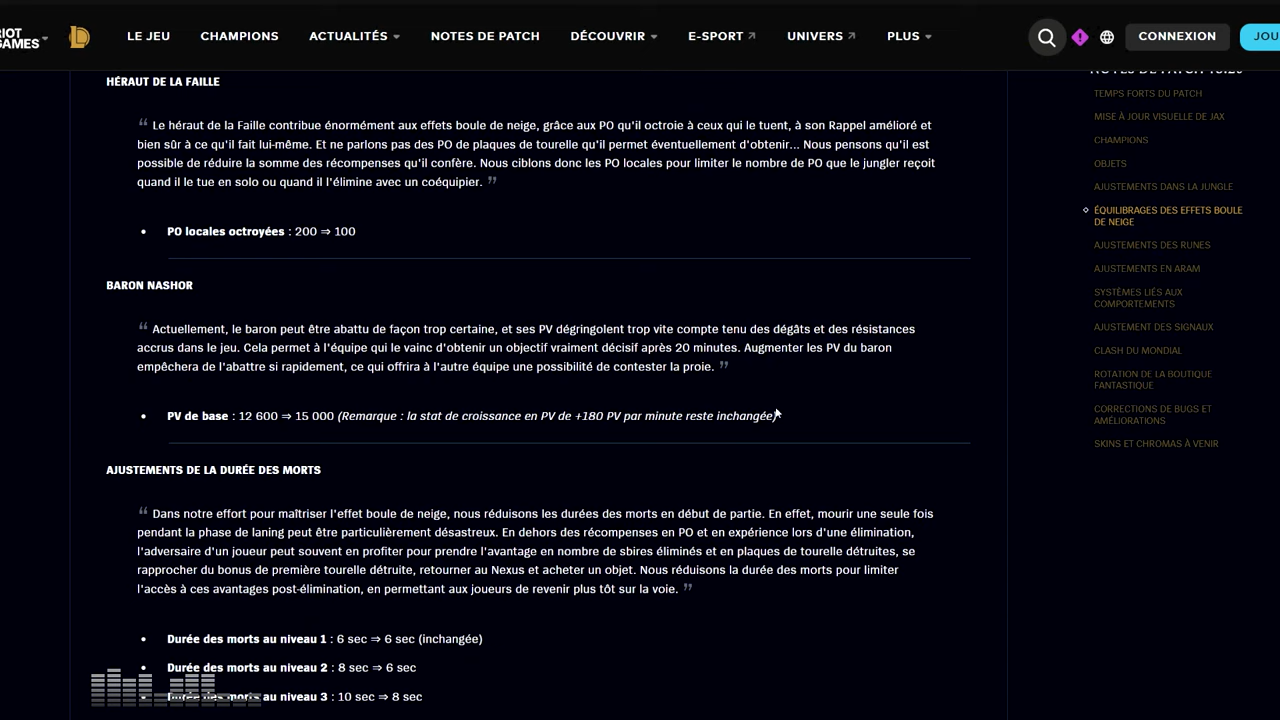 RIOT
GAMES
LE JEU
CHAMPIONS
ACTUALITÉS
NOTES DE PATCH
DÉCOUVRIR
E-SPORT
UNIVERS
PLUS
CONNEXION
JOU
HÉRAUT DE LA FAILLE
“ Le héraut de la Faille contribue énormément aux effets boule de neige, grâce aux PO qu'il octroie à ceux qui le tuent, à son Rappel amélioré et
bien sûr à ce qu'il fait lui-même. Et ne parlons pas des PO de plaques de tourelle qu'il permet éventuellement d'obtenir... Nous pensons qu'il est
possible de réduire la somme des récompenses qu'il confère. Nous ciblons donc les PO locales pour limiter le nombre de PO que le jungler reçoit
quand il le tue en solo ou quand il l'élimine avec un coéquipier. ”
• PO locales octroyées : 200 ⇒ 100
BARON NASHOR
“ Actuellement, le baron peut être abattu de façon trop certaine, et ses PV dégringolent trop vite compte tenu des dégâts et des résistances
accrus dans le jeu. Cela permet à l'équipe qui le vainc d'obtenir un objectif vraiment décisif après 20 minutes. Augmenter les PV du baron
empêchera de l'abattre si rapidement, ce qui offrira à l'autre équipe une possibilité de contester la proie. ”
• PV de base : 12 600 ⇒ 15 000 (Remarque : la stat de croissance en PV de +180 PV par minute reste inchangée)
AJUSTEMENTS DE LA DURÉE DES MORTS
“ Dans notre effort pour maîtriser l'effet boule de neige, nous réduisons les durées des morts en début de partie. En effet, mourir une seule fois
pendant la phase de laning peut être particulièrement désastreux. En dehors des récompenses en PO et en expérience lors d'une élimination,
l'adversaire d'un joueur peut souvent en profiter pour prendre l'avantage en nombre de sbires éliminés et en plaques de tourelle détruites, se
rapprocher du bonus de première tourelle détruite, retourner au Nexus et acheter un objet. Nous réduisons la durée des morts pour limiter
l'accès à ces avantages post-élimination, en permettant aux joueurs de revenir plus tôt sur la voie. ”
• Durée des morts au niveau 1 : 6 sec ⇒ 6 sec (inchangée)
• Durée des morts au niveau 2 : 8 sec ⇒ 6 sec
• Durée des morts au niveau 3 : 10 sec ⇒ 8 sec
NOTES DE PATCH
TEMPS FORTS DU PATCH
MISE À JOUR VISUELLE DE JAX
CHAMPIONS
OBJETS
AJUSTEMENTS DANS LA JUNGLE
ÉQUILIBRAGES DES EFFETS BOULE
DE NEIGE
AJUSTEMENTS DES RUNES
AJUSTEMENTS EN ARAM
SYSTÈMES LIÉS AUX
COMPORTEMENTS
AJUSTEMENT DES SIGNAUX
CLASH DU MONDIAL
ROTATION DE LA BOUTIQUE
FANTASTIQUE
CORRECTIONS DE BUGS ET
AMÉLIORATIONS
SKINS ET CHROMAS À VENIR